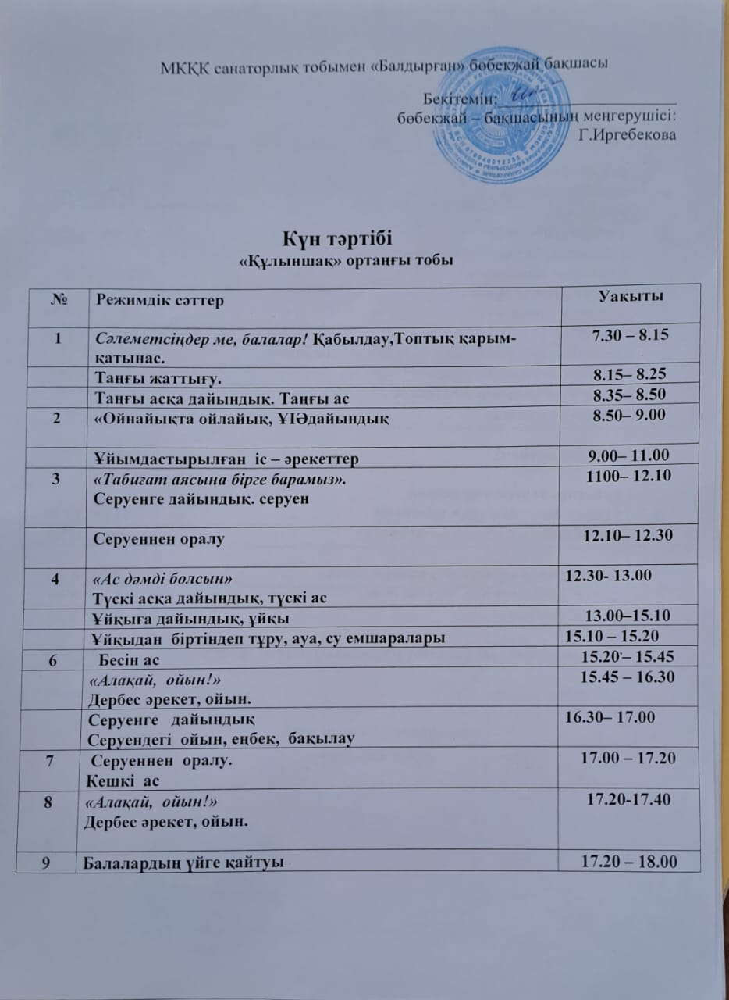 МКҚК санаторлық тобымен «Балдырған» бөбекжай бақшасы
Бекітемін:
бөбекжай – бақшасының меңгерушісі:
Г.Иргебекова
Күн тәртібі
«Құлыншақ» ортаңғы тобы
№ Режимдік сәттер Уақыты
1 Сәлеметсіңдер ме, балалар! Қабылдау,Топтық қарым- 7.30 – 8.15
қатынас.
Таңғы жаттығу. 8.15– 8.25
Таңғы асқа дайындық. Таңғы ас 8.35– 8.50
2 «Ойнайықта ойлайық, ҰІӘдайындық 8.50– 9.00
Ұйымдастырылған іс – әрекеттер 9.00– 11.00
3 «Табиғат аясына бірге барамыз». 1100– 12.10
Серуенге дайындық. серуен
Серуеннен оралу 12.10– 12.30
4 «Ас дәмді болсын» 12.30- 13.00
Түскі асқа дайындық, түскі ас
Ұйқыға дайындық, ұйқы 13.00–15.10
Ұйқыдан біртіндеп тұру, ауа, су емшаралары 15.10 – 15.20
6 Бесін ас 15.20 – 15.45
«Алақай, ойын!» 15.45 – 16.30
Дербес әрекет, ойын.
Серуенге дайындық 16.30– 17.00
Серуендегі ойын, еңбек, бақылау
7 Серуеннен оралу. 17.00 – 17.20
Кешкі ас
8 «Алақай, ойын!» 17.20-17.40
Дербес әрекет, ойын.
9 Балалардың үйге қайтуы 17.20 – 18.00